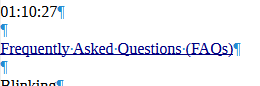 01:10:27¶
¶
Frequently·Asked·Questions·(FAQs)¶
¶
Blinking¶